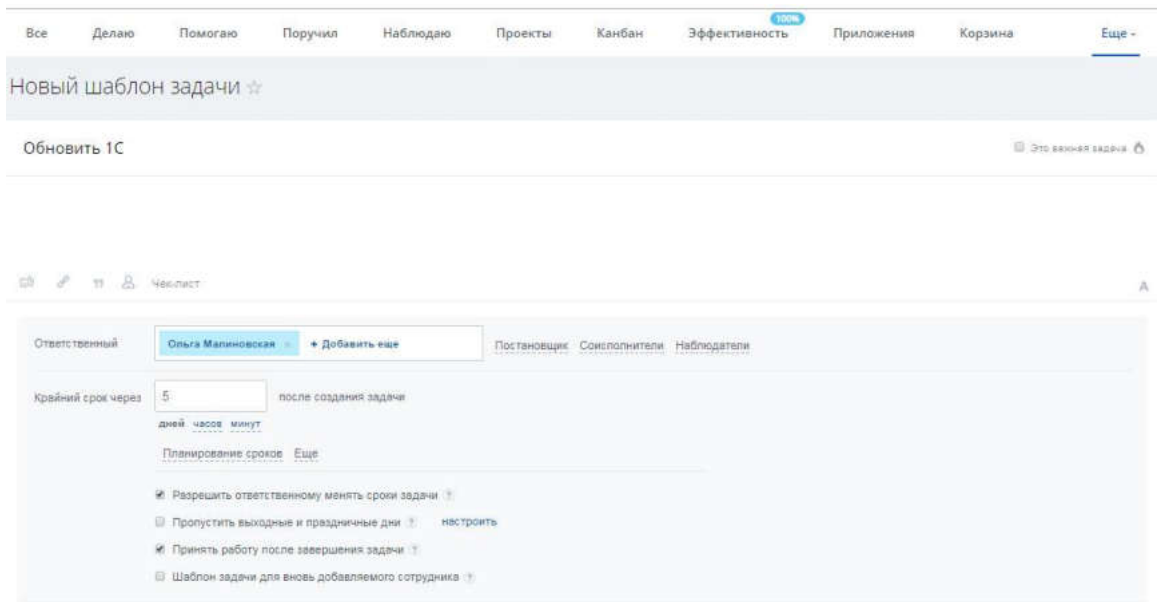 100%
Все Делаю Помогаю Поручил Наблюдаю Проекты Канбан Эффективность Приложения Корзина Еще
Новый шаблон задачи
Обновить 1С
Это важная задача
Чек-лист A
Ответственный Ольга Малиновская × + Добавить еще Постановщик Соисполнители Наблюдатели
Крайний срок через 5 после создания задачи
дней часов минут
Планирование сроков Еще
Разрешить ответственному менять сроки задачи ?
Пропустить выходные и праздничные дни ? настроить
Принять работу после завершения задачи ?
Шаблон задачи для вновь добавляемого сотрудника ?